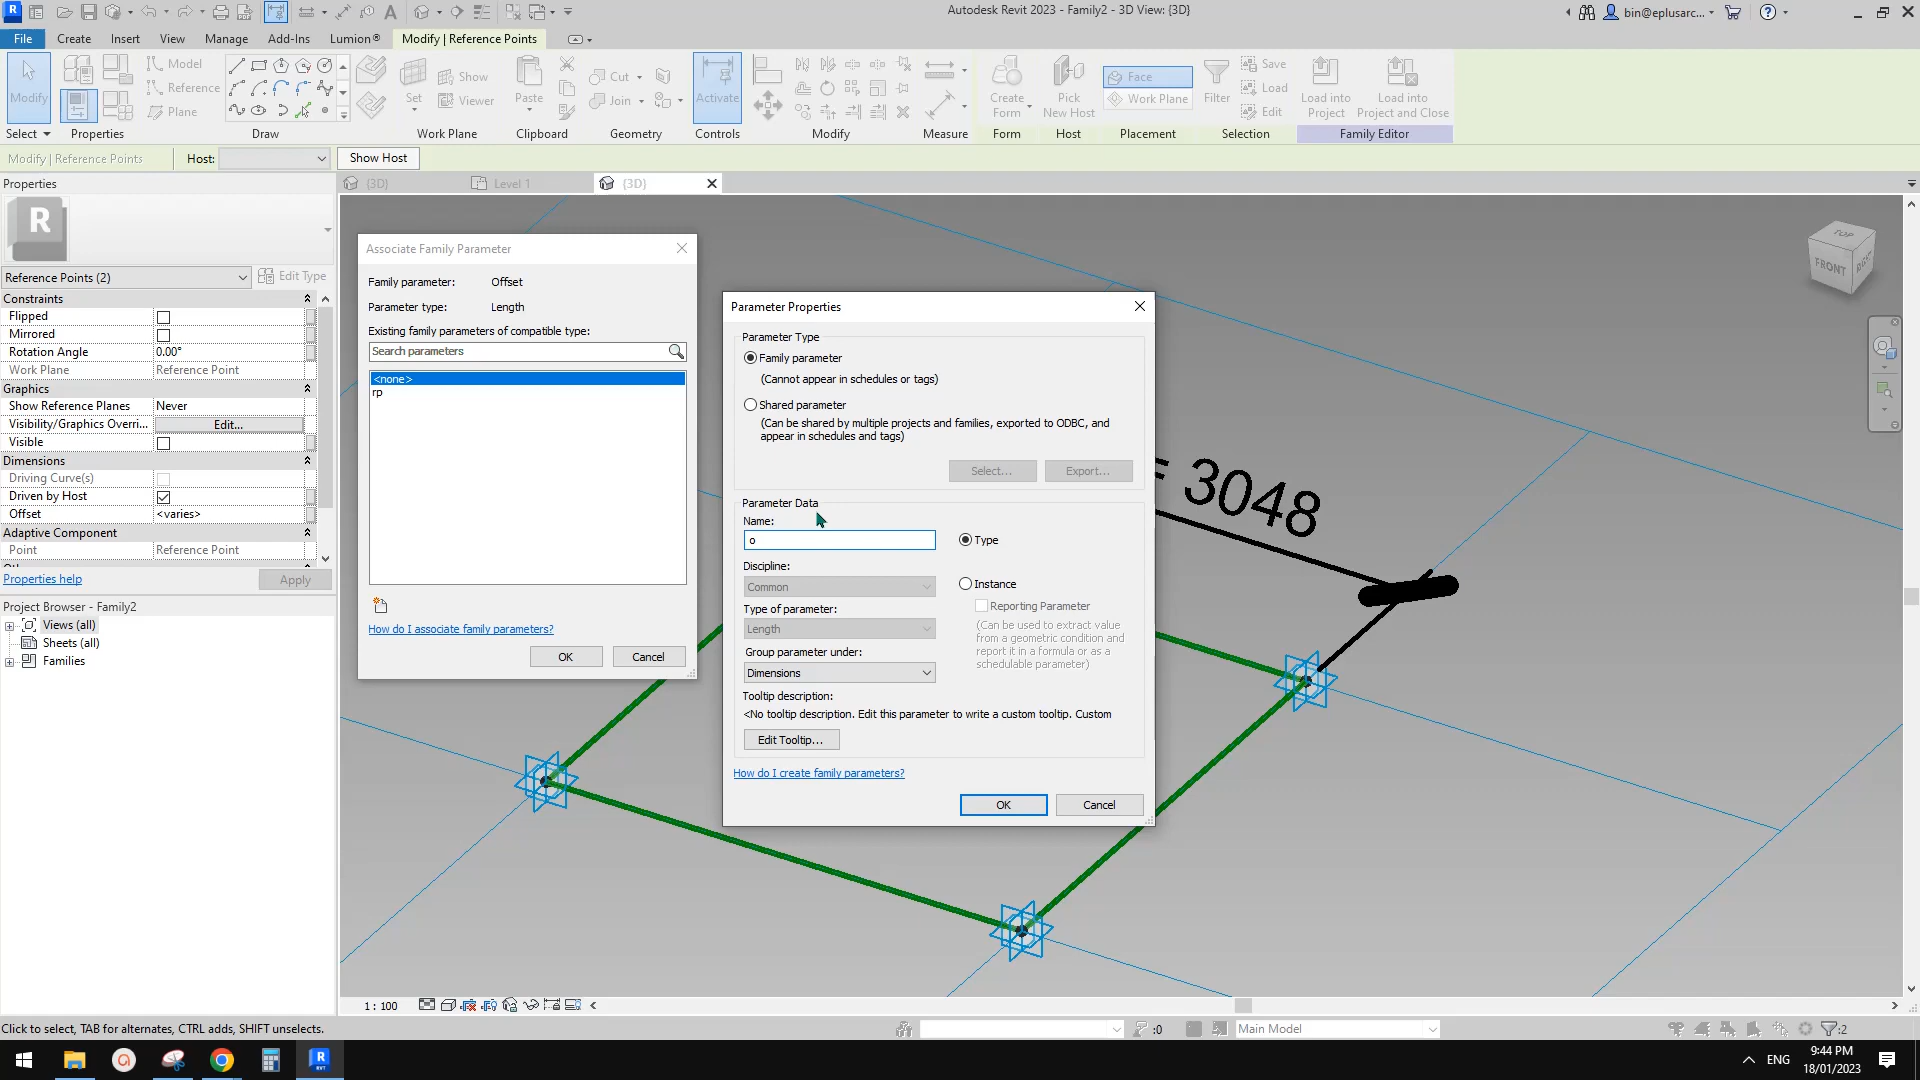 Autodesk Revit 2023 - Family2 - 3D View: {3D}
bin@eplusarc...
File
Create
Insert
View
Manage
Add-Ins
Lumion®
Modify | Reference Points
Modify
Model
Reference
Plane
Set
Show
Viewer
Paste
Cut
Join
Activate
Create
Form
Pick
New Host
Face
Work Plane
Filter
Save
Load
Edit
Load into
Project
Load into
Project and Close
Select
Properties
Draw
Work Plane
Clipboard
Geometry
Controls
Modify
Measure
Form
Host
Placement
Selection
Family Editor
Modify | Reference Points
Host:
Show Host
Properties
{3D}
Level 1
{3D}
R
Reference Points (2)
Edit Type
Constraints
Flipped
Mirrored
Rotation Angle 0.00°
Work Plane Reference Point
Graphics
Show Reference Planes Never
Visibility/Graphics Overri... Edit...
Visible
Dimensions
Driving Curve(s)
Driven by Host
Offset <varies>
Adaptive Component
Point Reference Point
Properties help
Apply
Project Browser - Family2
Views (all)
Sheets (all)
Families
Associate Family Parameter
Family parameter: Offset
Parameter type: Length
Existing family parameters of compatible type:
Search parameters
<none>
rp
How do I associate family parameters?
OK
Cancel
Parameter Properties
Parameter Type
Family parameter
(Cannot appear in schedules or tags)
Shared parameter
(Can be shared by multiple projects and families, exported to ODBC, and
appear in schedules and tags)
Select...
Export...
Parameter Data
Name:
o
Type
Discipline:
Common
Instance
Type of parameter:
Reporting Parameter
Length
(Can be used to extract value
from a geometric condition and
report it in a formula or as a
schedulable parameter)
Group parameter under:
Dimensions
Tooltip description:
<No tooltip description. Edit this parameter to write a custom tooltip. Custom
Edit Tooltip...
How do I create family parameters?
OK
Cancel
= 3048
TOP
FRONT
RIGHT
1 : 100
Click to select, TAB for alternates, CTRL adds, SHIFT unselects.
:0
Main Model
:2
ENG
9:44 PM
18/01/2023